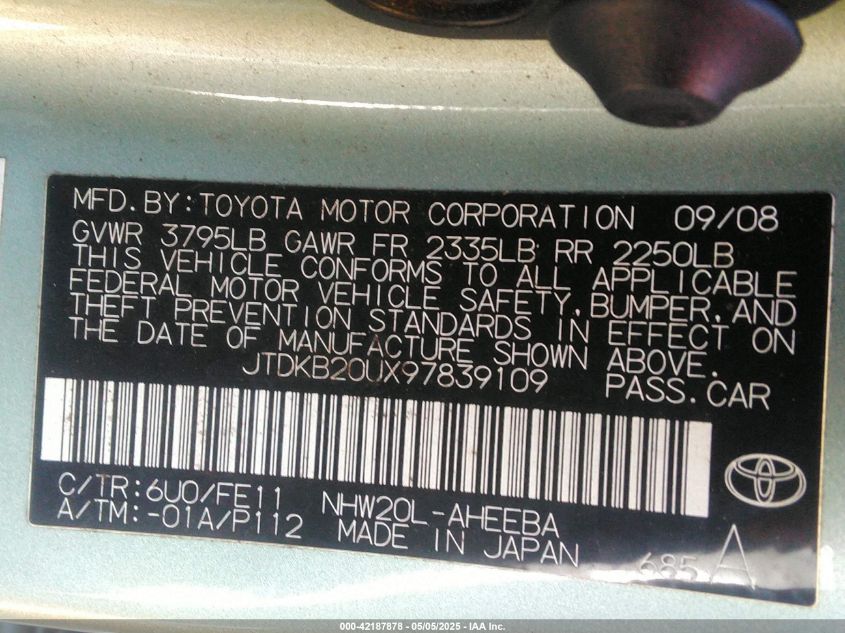 MFD.BY:TOYOTA MOTOR CORPORATION 09/08
GVWR 3795LB GAWR FR 2335LB RR 2250LB
THIS VEHICLE CONFORMS TO ALL APPLICABLE
FEDERAL MOTOR VEHICLE SAFETY,BUMPER,AND
THEFT PREVENTION STANDARDS IN EFFECT ON
THE DATE OF MANUFACTURE SHOWN ABOVE.
JTDKB20UX97839109 PASS.CAR
C/TR:6U0/FE11 NHW20L-AHEEBA
A/TM:-01A/P112 MADE IN JAPAN 685 A
000-42187878 - 05/05/2025 - IAA Inc.